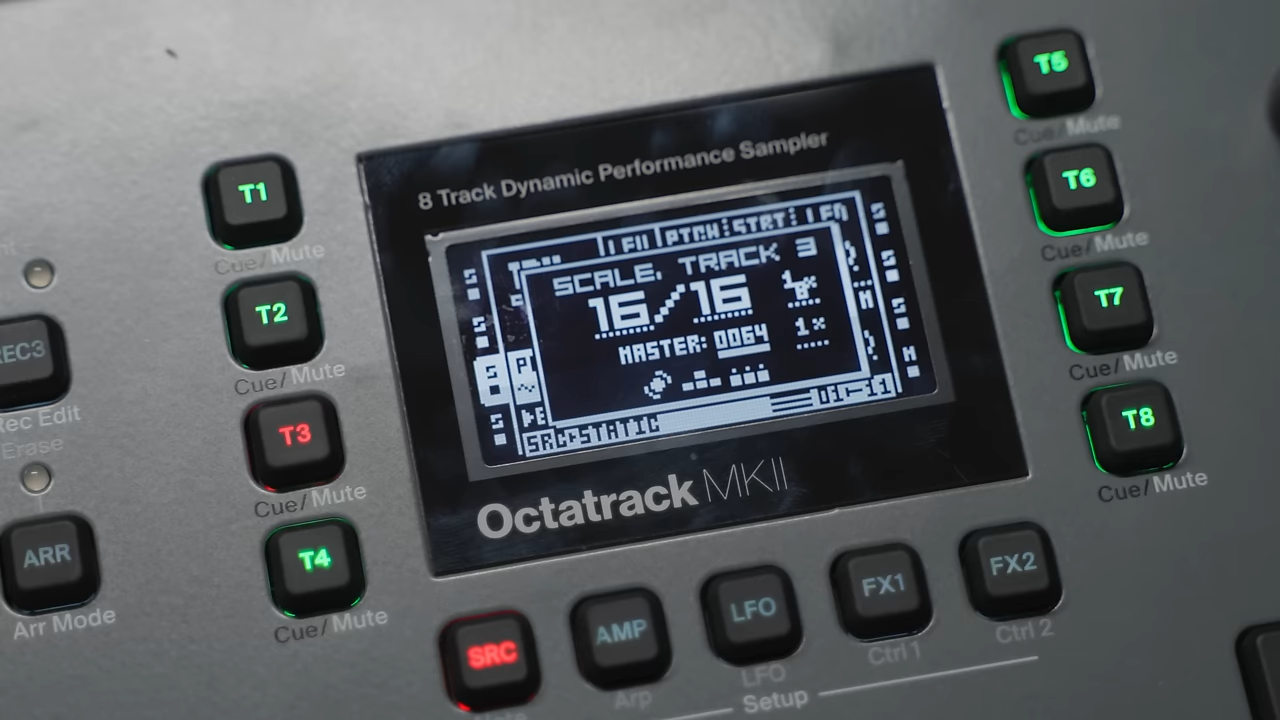 8 Track Dynamic Performance Sampler
SCALE, TRACK 3
16/16
1/8x
MASTER: 0064
1x
SRC▸STATIC
Octatrack MKII
T1
Cue/Mute
T2
Cue/Mute
T3
Cue/Mute
T4
Cue/Mute
T5
Cue/Mute
T6
Cue/Mute
T7
Cue/Mute
T8
Cue/Mute
REC3
Rec Edit
Erase
ARR
Arr Mode
SRC
AMP
Arp
LFO
LFO
FX1
Ctrl 1
FX2
Ctrl 2
Setup